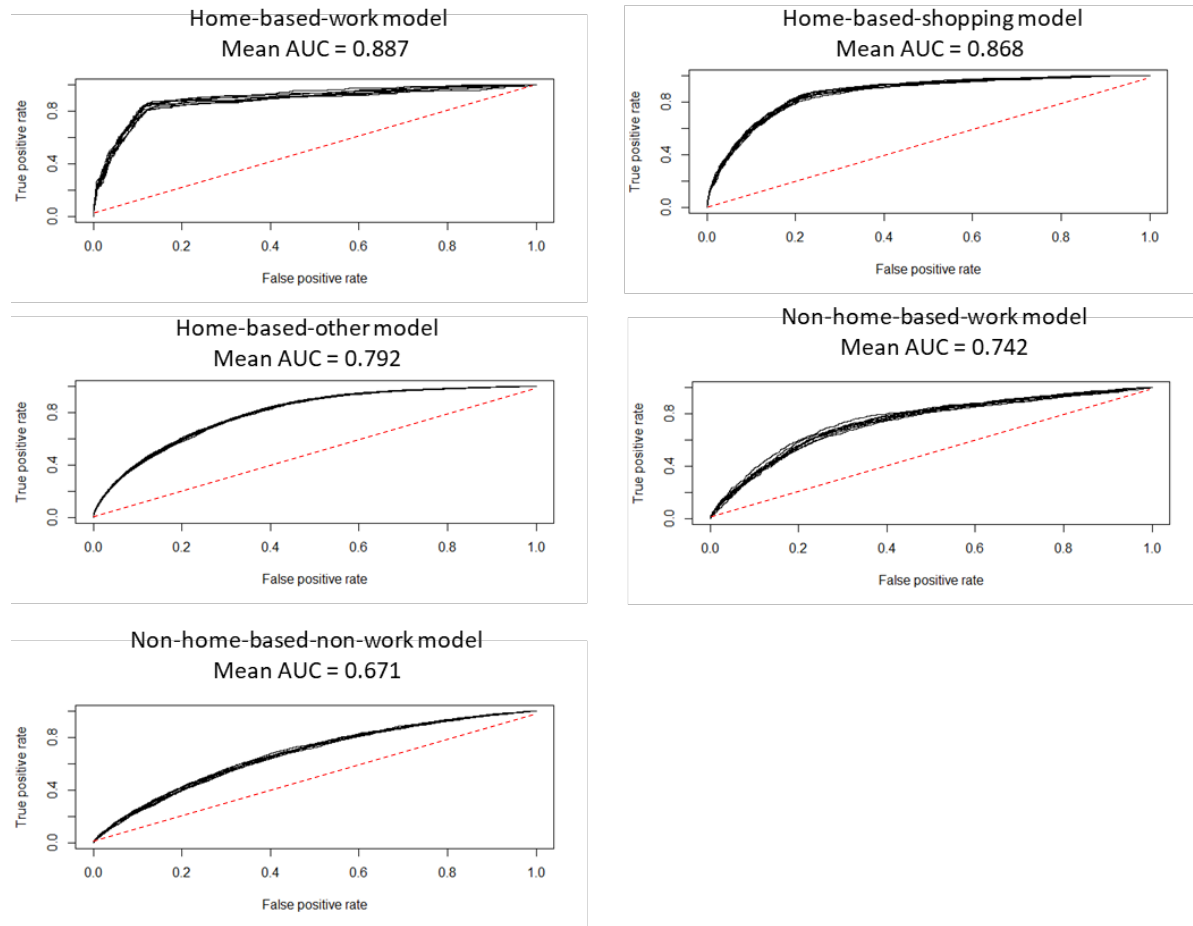 Home-based-work model
Mean AUC = 0.887
True positive rate
0.0 0.4 0.8
0.0 0.2 0.4 0.6 0.8 1.0
False positive rate
Home-based-shopping model
Mean AUC = 0.868
True positive rate
0.0 0.4 0.8
0.0 0.2 0.4 0.6 0.8 1.0
False positive rate
Home-based-other model
Mean AUC = 0.792
True positive rate
0.0 0.4 0.8
0.0 0.2 0.4 0.6 0.8 1.0
False positive rate
Non-home-based-work model
Mean AUC = 0.742
True positive rate
0.0 0.4 0.8
0.0 0.2 0.4 0.6 0.8 1.0
False positive rate
Non-home-based-non-work model
Mean AUC = 0.671
True positive rate
0.0 0.4 0.8
0.0 0.2 0.4 0.6 0.8 1.0
False positive rate